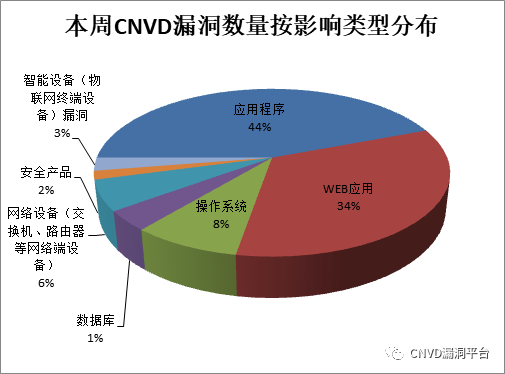 本周CNVD漏洞数量按影响类型分布
智能设备（物
联网终端设
备）漏洞
3%
应用程序
44%
安全产品
2%
WEB应用
34%
操作系统
8%
网络设备（交
换机、路由器
等网络端设
备）
6%
数据库
1%
CNVD漏洞平台